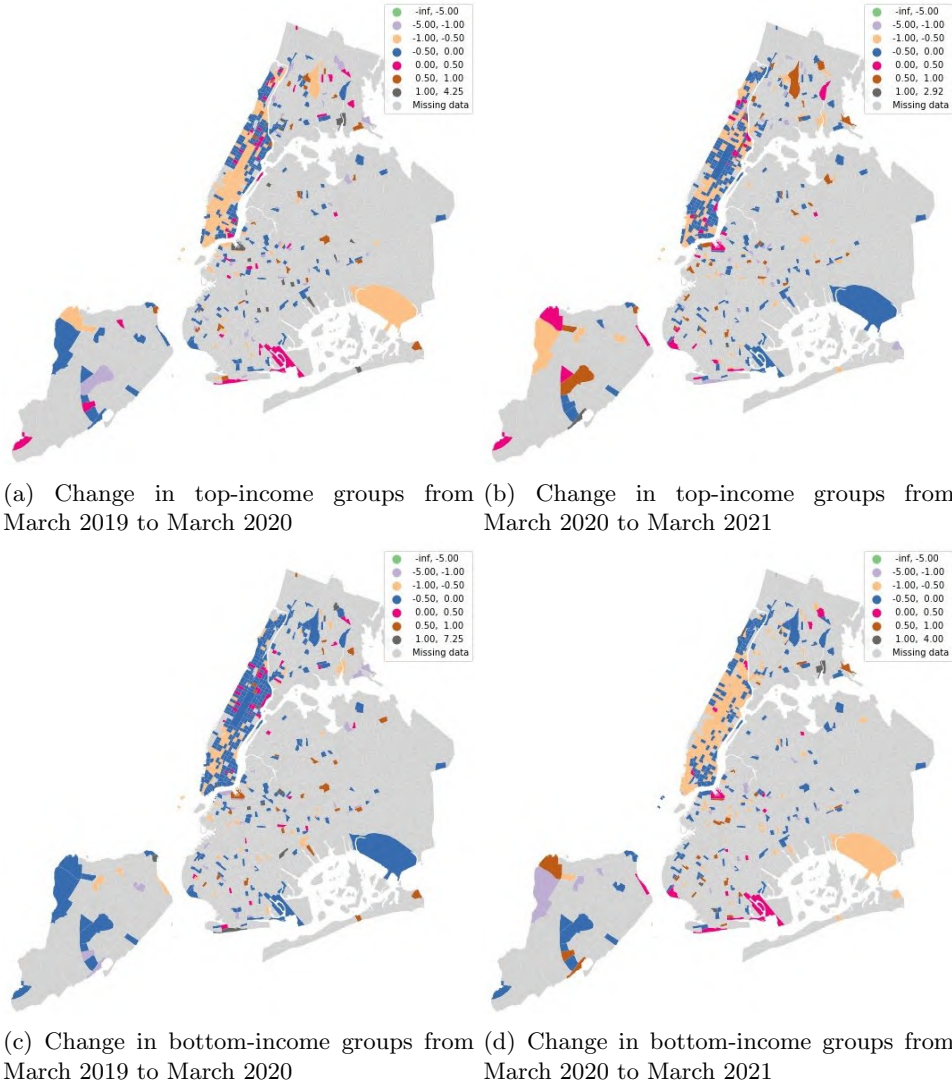 -inf, -5.00
-5.00, -1.00
-1.00, -0.50
-0.50, 0.00
0.00, 0.50
0.50, 1.00
1.00, 4.25
Missing data
-inf, -5.00
-5.00, -1.00
-1.00, -0.50
-0.50, 0.00
0.00, 0.50
0.50, 1.00
1.00, 2.92
Missing data
(a) Change in top-income groups from
March 2019 to March 2020
(b) Change in top-income groups from
March 2020 to March 2021
-inf, -5.00
-5.00, -1.00
-1.00, -0.50
-0.50, 0.00
0.00, 0.50
0.50, 1.00
1.00, 7.25
Missing data
-inf, -5.00
-5.00, -1.00
-1.00, -0.50
-0.50, 0.00
0.00, 0.50
0.50, 1.00
1.00, 4.00
Missing data
(c) Change in bottom-income groups from
March 2019 to March 2020
(d) Change in bottom-income groups from
March 2020 to March 2021